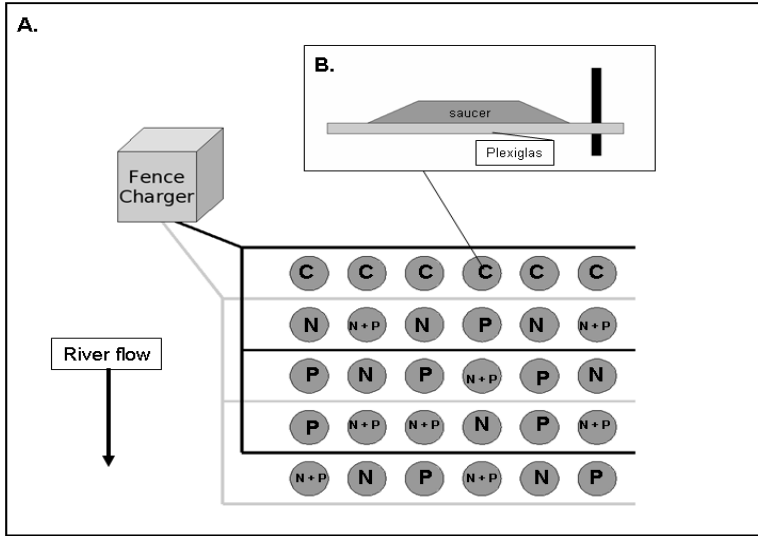 A.
B.
saucer
Plexiglas
Fence
Charger
C C C C C C
N N + P N P N N + P
River flow
P N P N + P P N
P N + P N + P N P N + P
N + P N P N + P N P